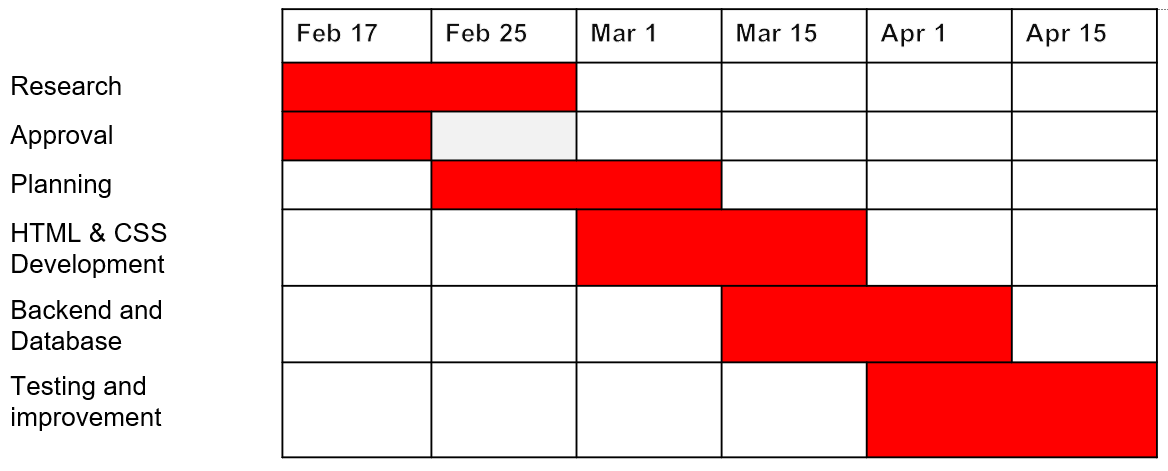 Feb 17 Feb 25 Mar 1 Mar 15 Apr 1 Apr 15
Research
Approval
Planning
HTML & CSS
Development
Backend and
Database
Testing and
improvement